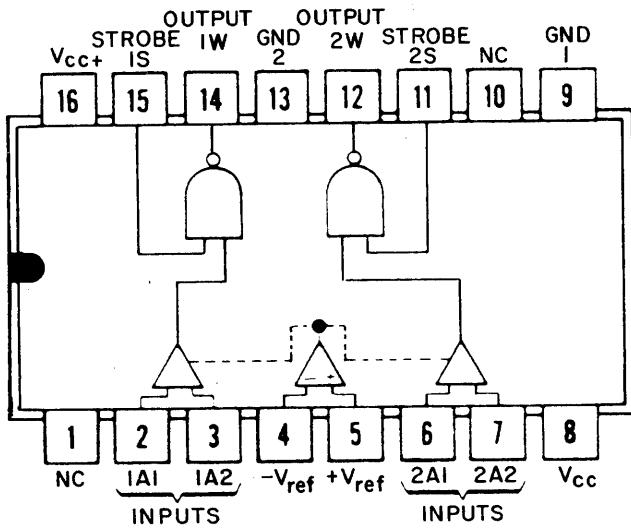 OUTPUT OUTPUT
STROBE 1W GND 2W STROBE GND
Vcc+ 1S 2 2S NC 1
16 15 14 13 12 11 10 9
− +
1 2 3 4 5 6 7 8
NC 1A1 1A2 −Vref +Vref 2A1 2A2 Vcc
INPUTS INPUTS